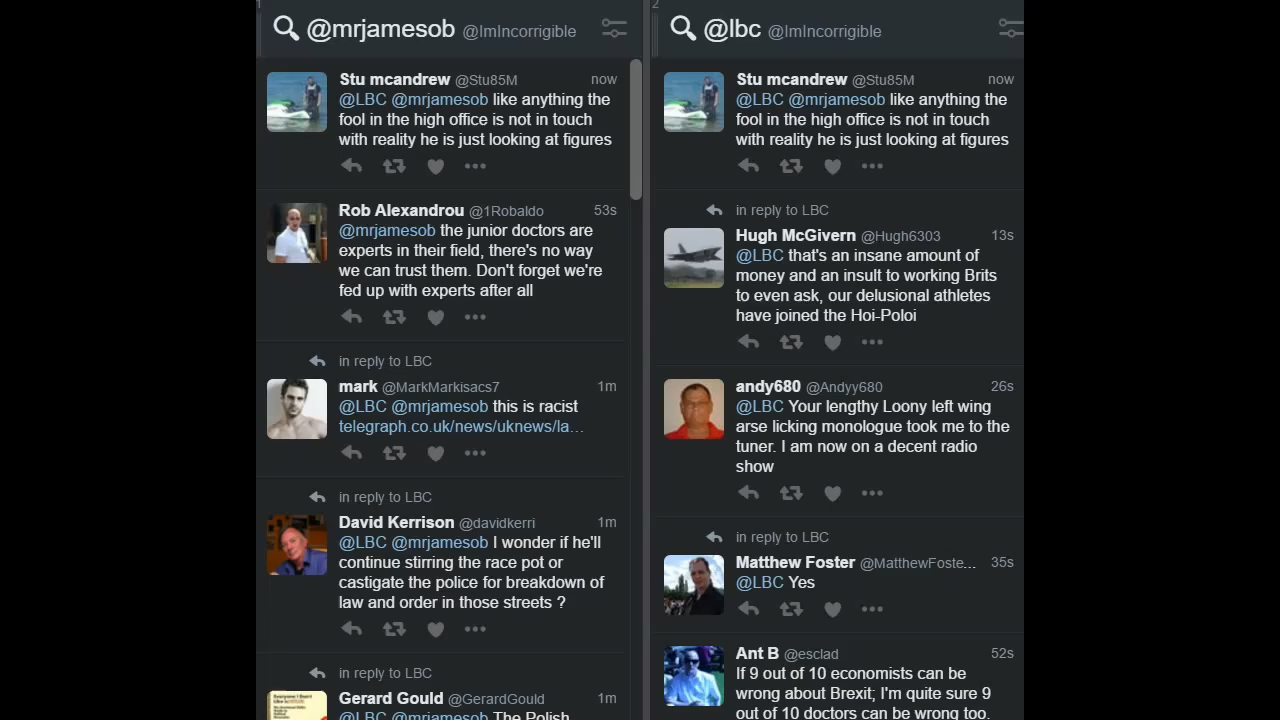 1
@mrjamesob @ImIncorrigible
Stu mcandrew @Stu85M now
@LBC @mrjamesob like anything the
fool in the high office is not in touch
with reality he is just looking at figures
Rob Alexandrou @1Robaldo 53s
@mrjamesob the junior doctors are
experts in their field, there's no way
we can trust them. Don't forget we're
fed up with experts after all
in reply to LBC
mark @MarkMarkisacs7 1m
@LBC @mrjamesob this is racist
telegraph.co.uk/news/uknews/la…
in reply to LBC
David Kerrison @davidkerri 1m
@LBC @mrjamesob I wonder if he'll
continue stirring the race pot or
castigate the police for breakdown of
law and order in those streets ?
in reply to LBC
Gerard Gould @GerardGould 1m
@LBC @mrjamesob The Polish
2
@lbc @ImIncorrigible
Stu mcandrew @Stu85M now
@LBC @mrjamesob like anything the
fool in the high office is not in touch
with reality he is just looking at figures
in reply to LBC
Hugh McGivern @Hugh6303 13s
@LBC that's an insane amount of
money and an insult to working Brits
to even ask, our delusional athletes
have joined the Hoi-Poloi
andy680 @Andyy680 26s
@LBC Your lengthy Loony left wing
arse licking monologue took me to the
tuner. I am now on a decent radio
show
in reply to LBC
Matthew Foster @MatthewFoste... 35s
@LBC Yes
Ant B @esclad 52s
If 9 out of 10 economists can be
wrong about Brexit; I'm quite sure 9
out of 10 doctors can be wrong too.